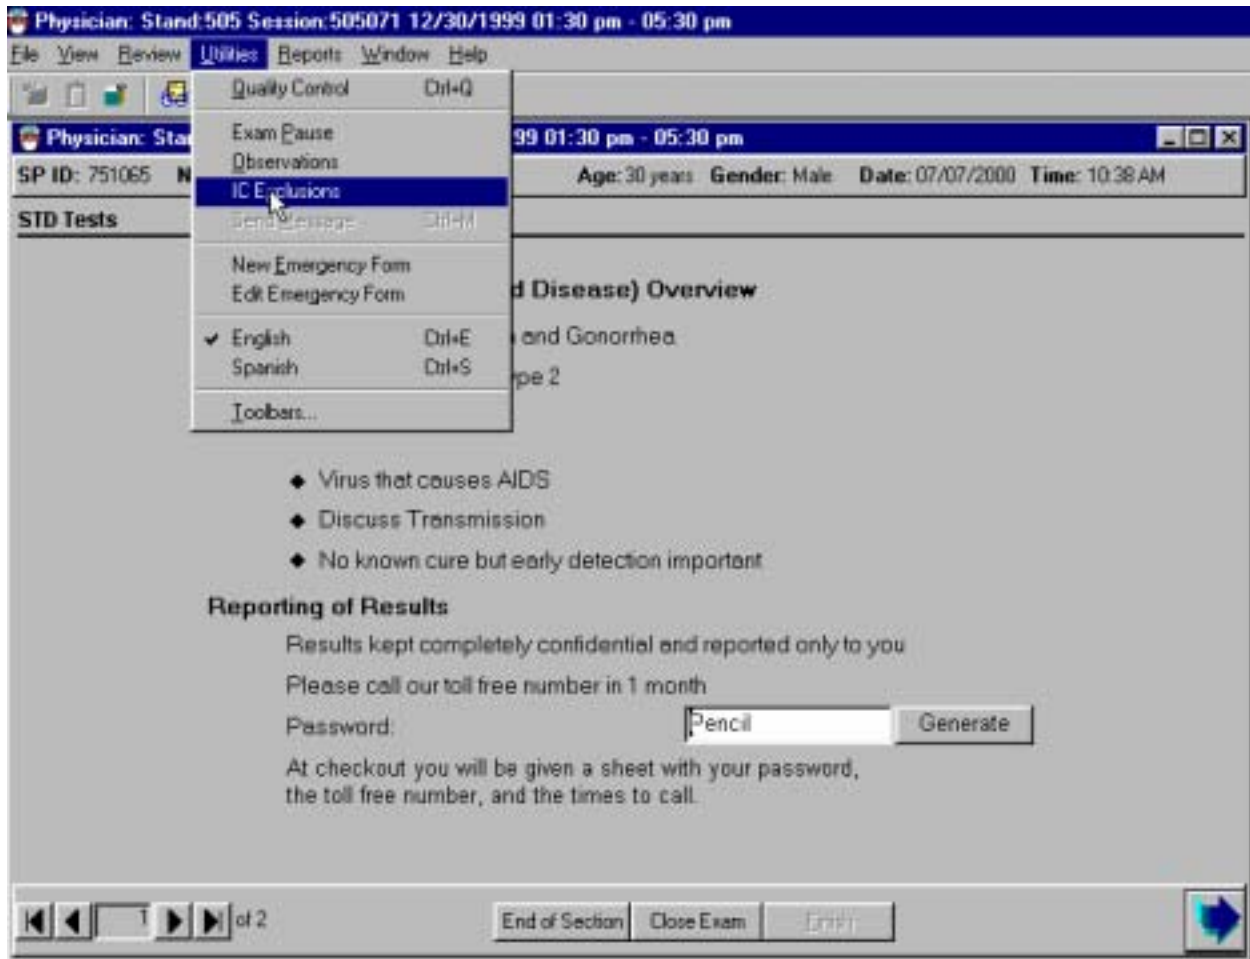 Physician: Stand:505 Session:505071 12/30/1999 01:30 pm - 05:30 pm
File View Review Utilities Reports Window Help
Quality Control Ctrl+Q
Exam Pause
Observations
IC Exclusions
Send Message Ctrl+M
New Emergency Form
Edit Emergency Form
✔ English Ctrl+E
Spanish Ctrl+S
Toolbars...
Physician: Star 99 01:30 pm - 05:30 pm
SP ID: 751065 N Age: 30 years Gender: Male Date: 07/07/2000 Time: 10:38 AM
STD Tests
d Disease) Overview
and Gonorrhea
ype 2
◆ Virus that causes AIDS
◆ Discuss Transmission
◆ No known cure but early detection important
Reporting of Results
Results kept completely confidential and reported only to you
Please call our toll free number in 1 month
Password: Pencil Generate
At checkout you will be given a sheet with your password,
the toll free number, and the times to call.
1 of 2 End of Section Close Exam Finish